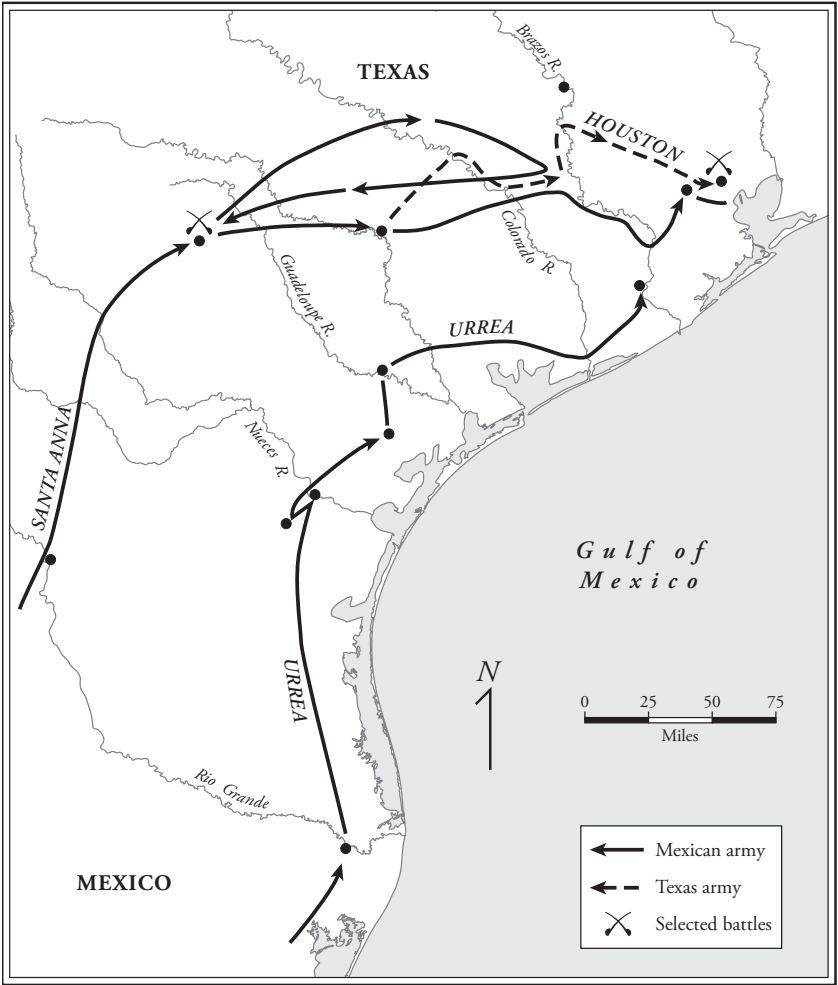 Brazos R.
TEXAS
HOUSTON
Colorado R.
Guadeloupe R.
URREA
SANTA ANNA
Nueces R.
Gulf of
Mexico
URREA
N
0 25 50 75
Miles
Rio Grande
MEXICO
Mexican army
Texas army
Selected battles